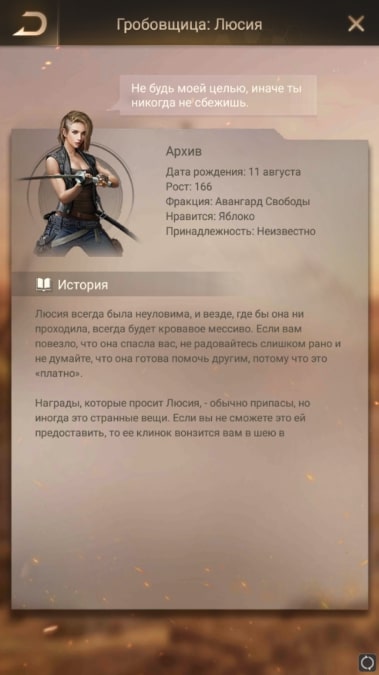 Гробовщица: Люсия
Не будь моей целью, иначе ты
никогда не сбежишь.
Архив
Дата рождения: 11 августа
Рост: 166
Фракция: Авангард Свободы
Нравится: Яблоко
Принадлежность: Неизвестно
История
Люсия всегда была неуловима, и везде, где бы она ни
проходила, всегда будет кровавое мессиво. Если вам
повезло, что она спасла вас, не радовайтесь слишком рано и
не думайте, что она готова помочь другим, потому что это
«платно».
Награды, которые просит Люсия, - обычно припасы, но
иногда это странные вещи. Если вы не сможете это ей
предоставить, то ее клинок вонзится вам в шею в